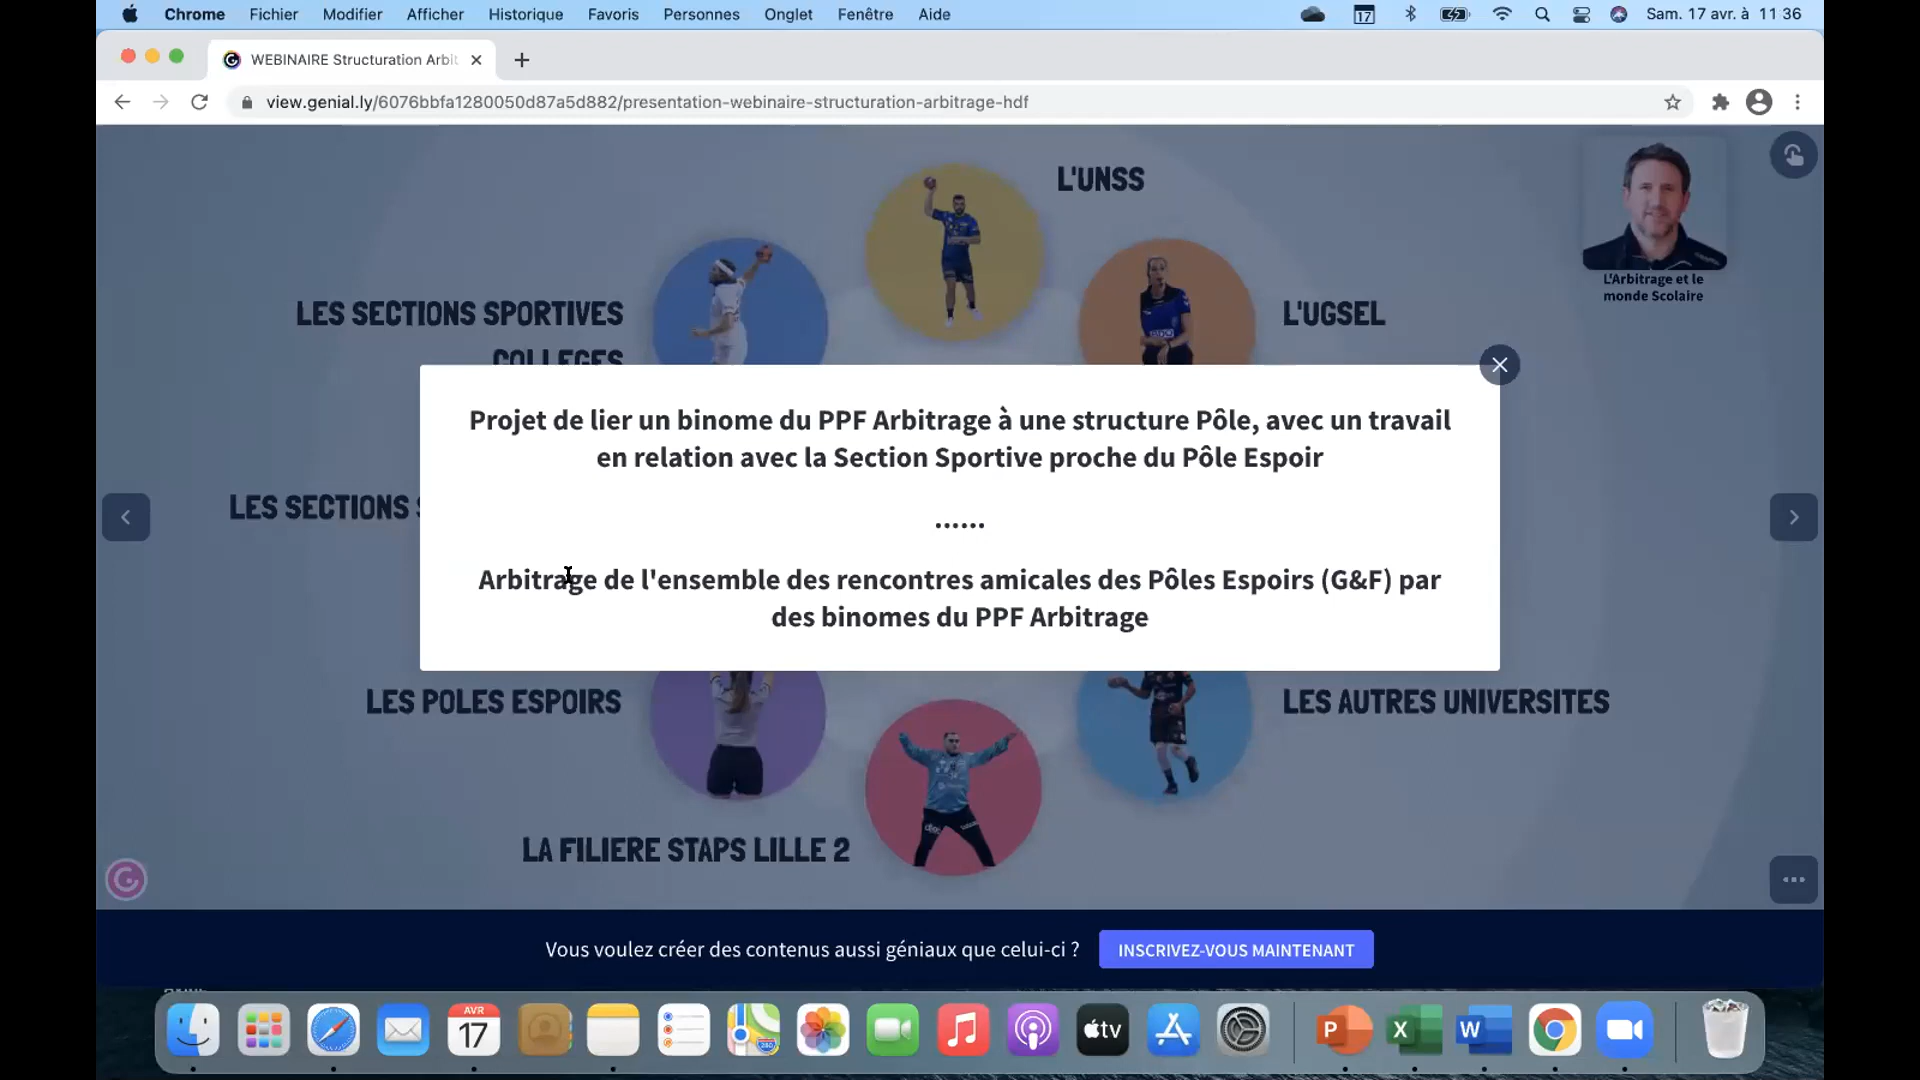 Chrome Fichier Modifier Afficher Historique Favoris Personnes Onglet Fenêtre Aide 17 Sam. 17 avr. à 11 36
WEBINAIRE Structuration Arbit
view.genial.ly/6076bbfa1280050d87a5d882/presentation-webinaire-structuration-arbitrage-hdf
L'UNSS
L'Arbitrage et le
monde Scolaire
LES SECTIONS SPORTIVES
COLLEGES
L'UGSEL
Projet de lier un binome du PPF Arbitrage à une structure Pôle, avec un travail
en relation avec la Section Sportive proche du Pôle Espoir
......
Arbitrage de l'ensemble des rencontres amicales des Pôles Espoirs (G&F) par
des binomes du PPF Arbitrage
LES SECTIONS
LES POLES ESPOIRS
LES AUTRES UNIVERSITES
LA FILIERE STAPS LILLE 2
Vous voulez créer des contenus aussi géniaux que celui-ci ? INSCRIVEZ-VOUS MAINTENANT
AVR
17
280
tv
P X W